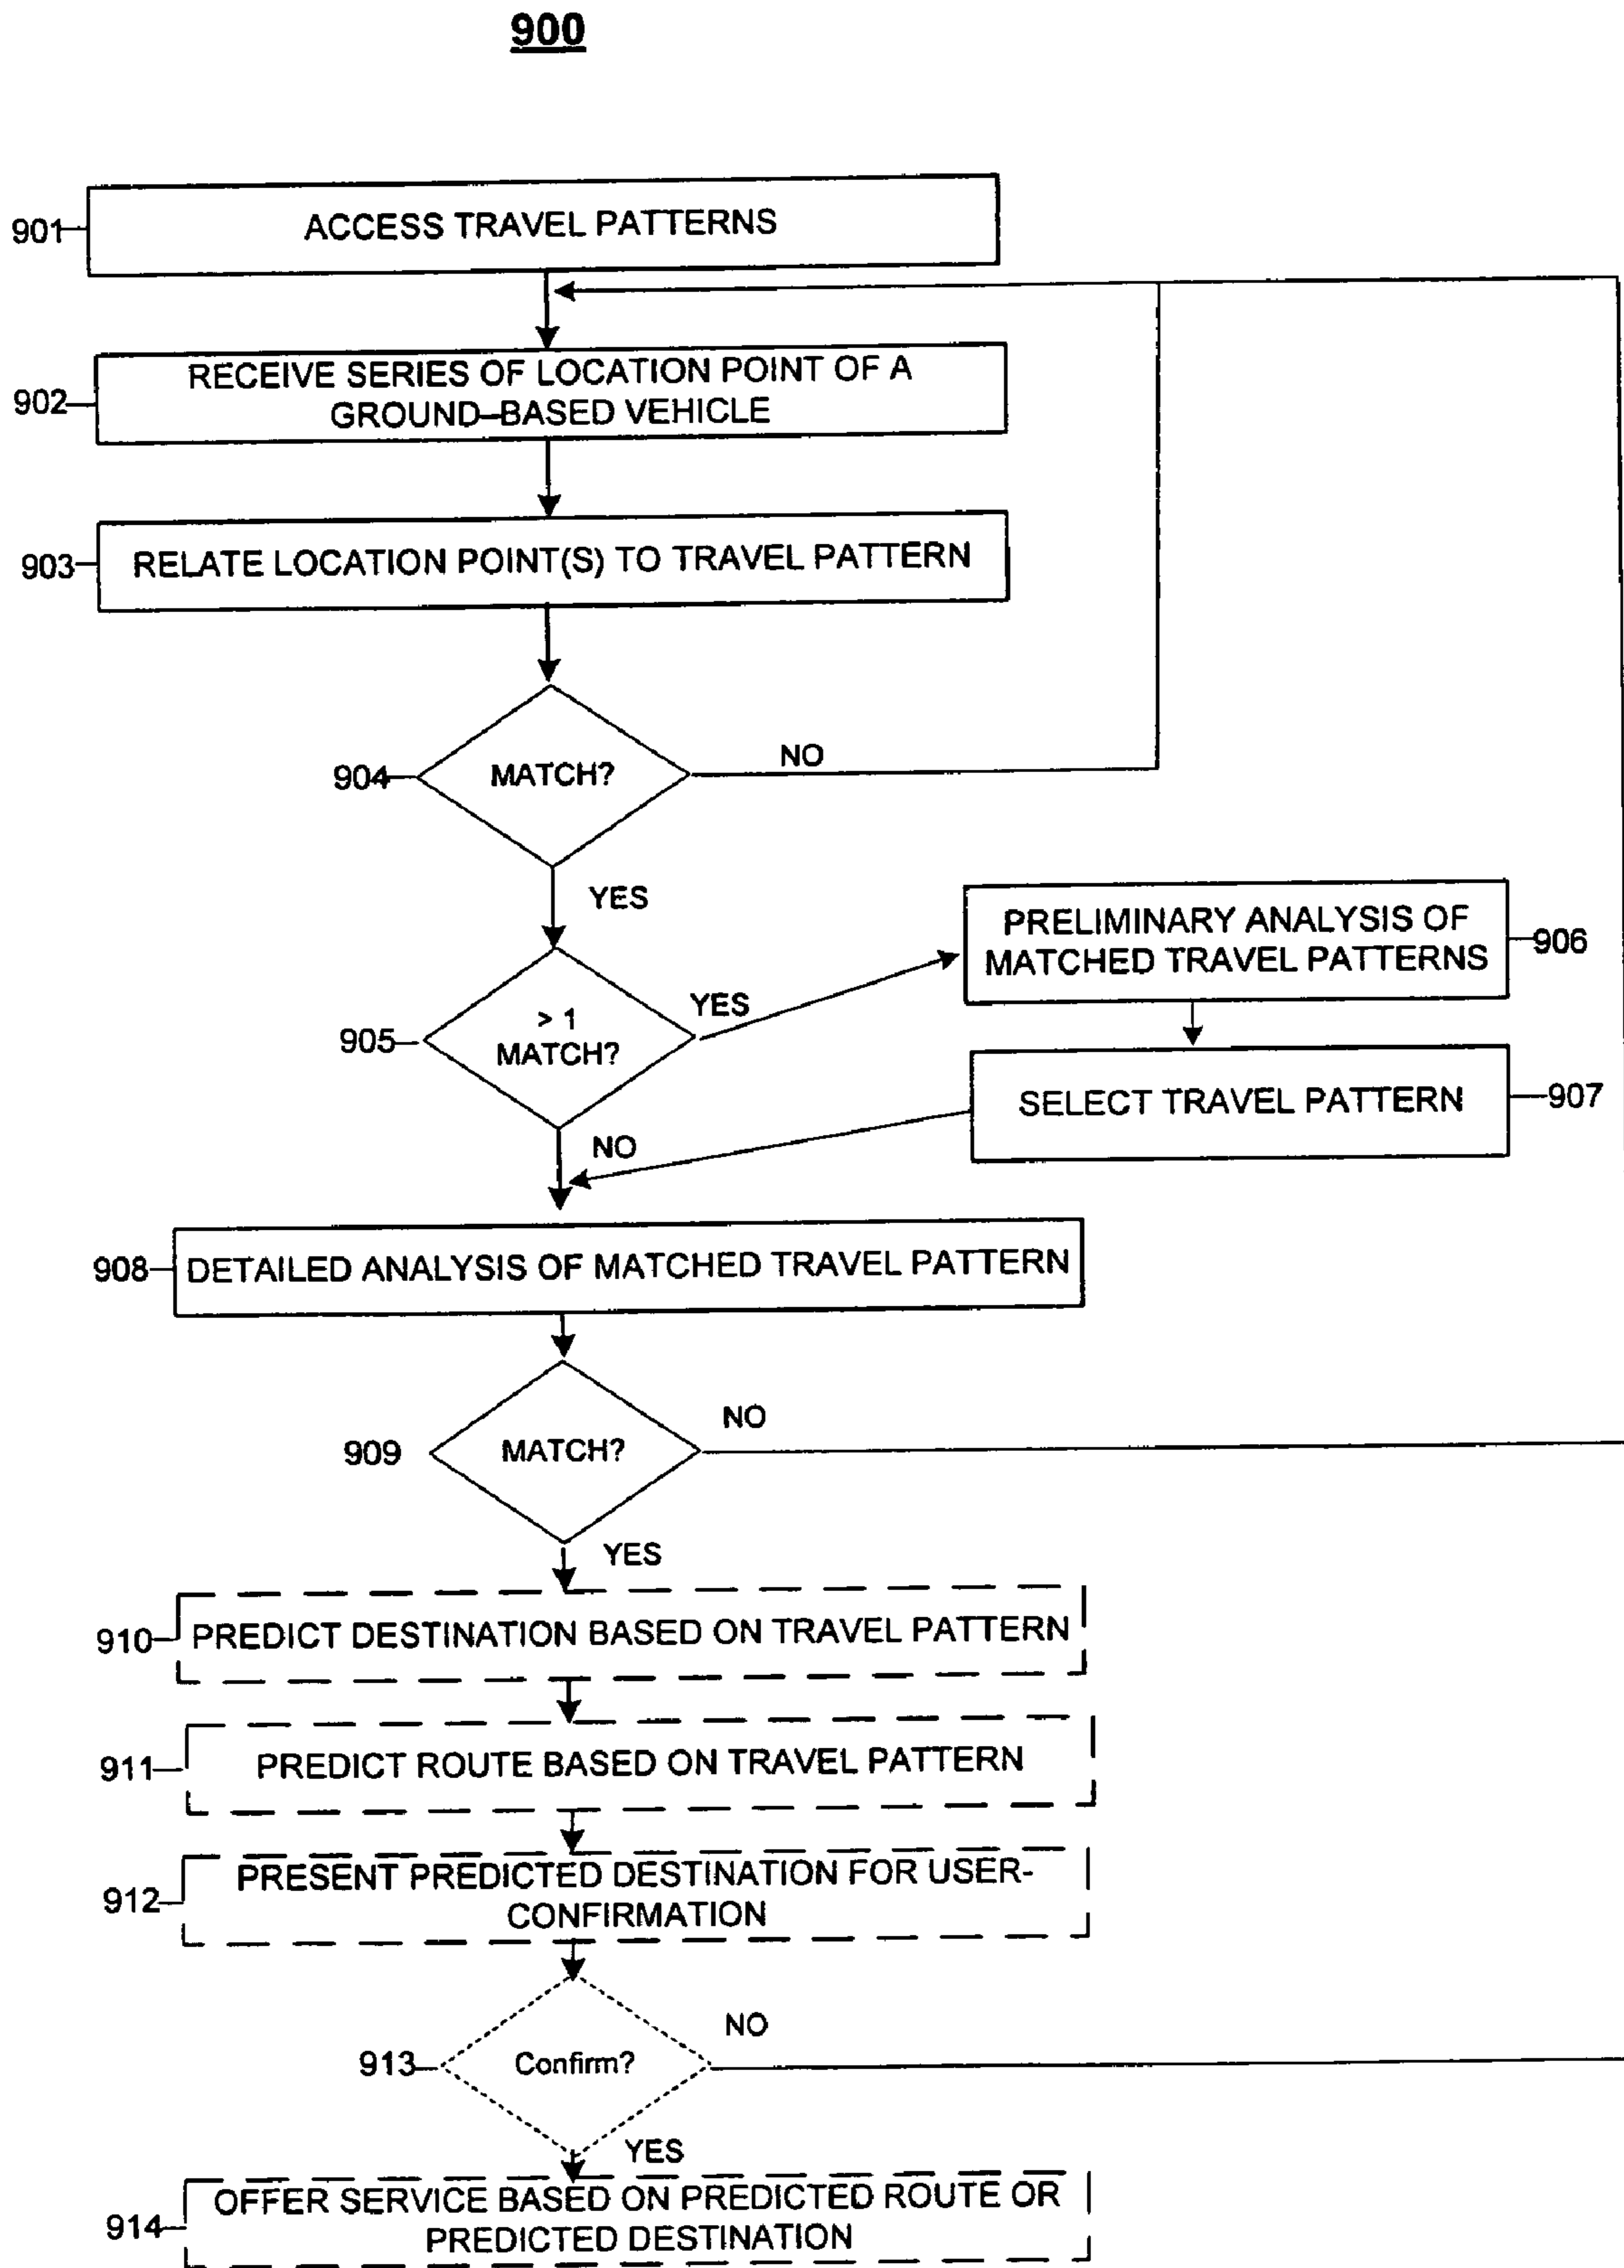 900
901
ACCESS TRAVEL PATTERNS
902
RECEIVE SERIES OF LOCATION POINT OF A
GROUND-BASED VEHICLE
903
RELATE LOCATION POINT(S) TO TRAVEL PATTERN
904
MATCH?
NO
YES
905
> 1
MATCH?
YES
PRELIMINARY ANALYSIS OF
MATCHED TRAVEL PATTERNS
906
SELECT TRAVEL PATTERN
907
NO
908
DETAILED ANALYSIS OF MATCHED TRAVEL PATTERN
909
MATCH?
NO
YES
910
PREDICT DESTINATION BASED ON TRAVEL PATTERN
911
PREDICT ROUTE BASED ON TRAVEL PATTERN
912
PRESENT PREDICTED DESTINATION FOR USER-
CONFIRMATION
913
Confirm?
NO
YES
914
OFFER SERVICE BASED ON PREDICTED ROUTE OR
PREDICTED DESTINATION